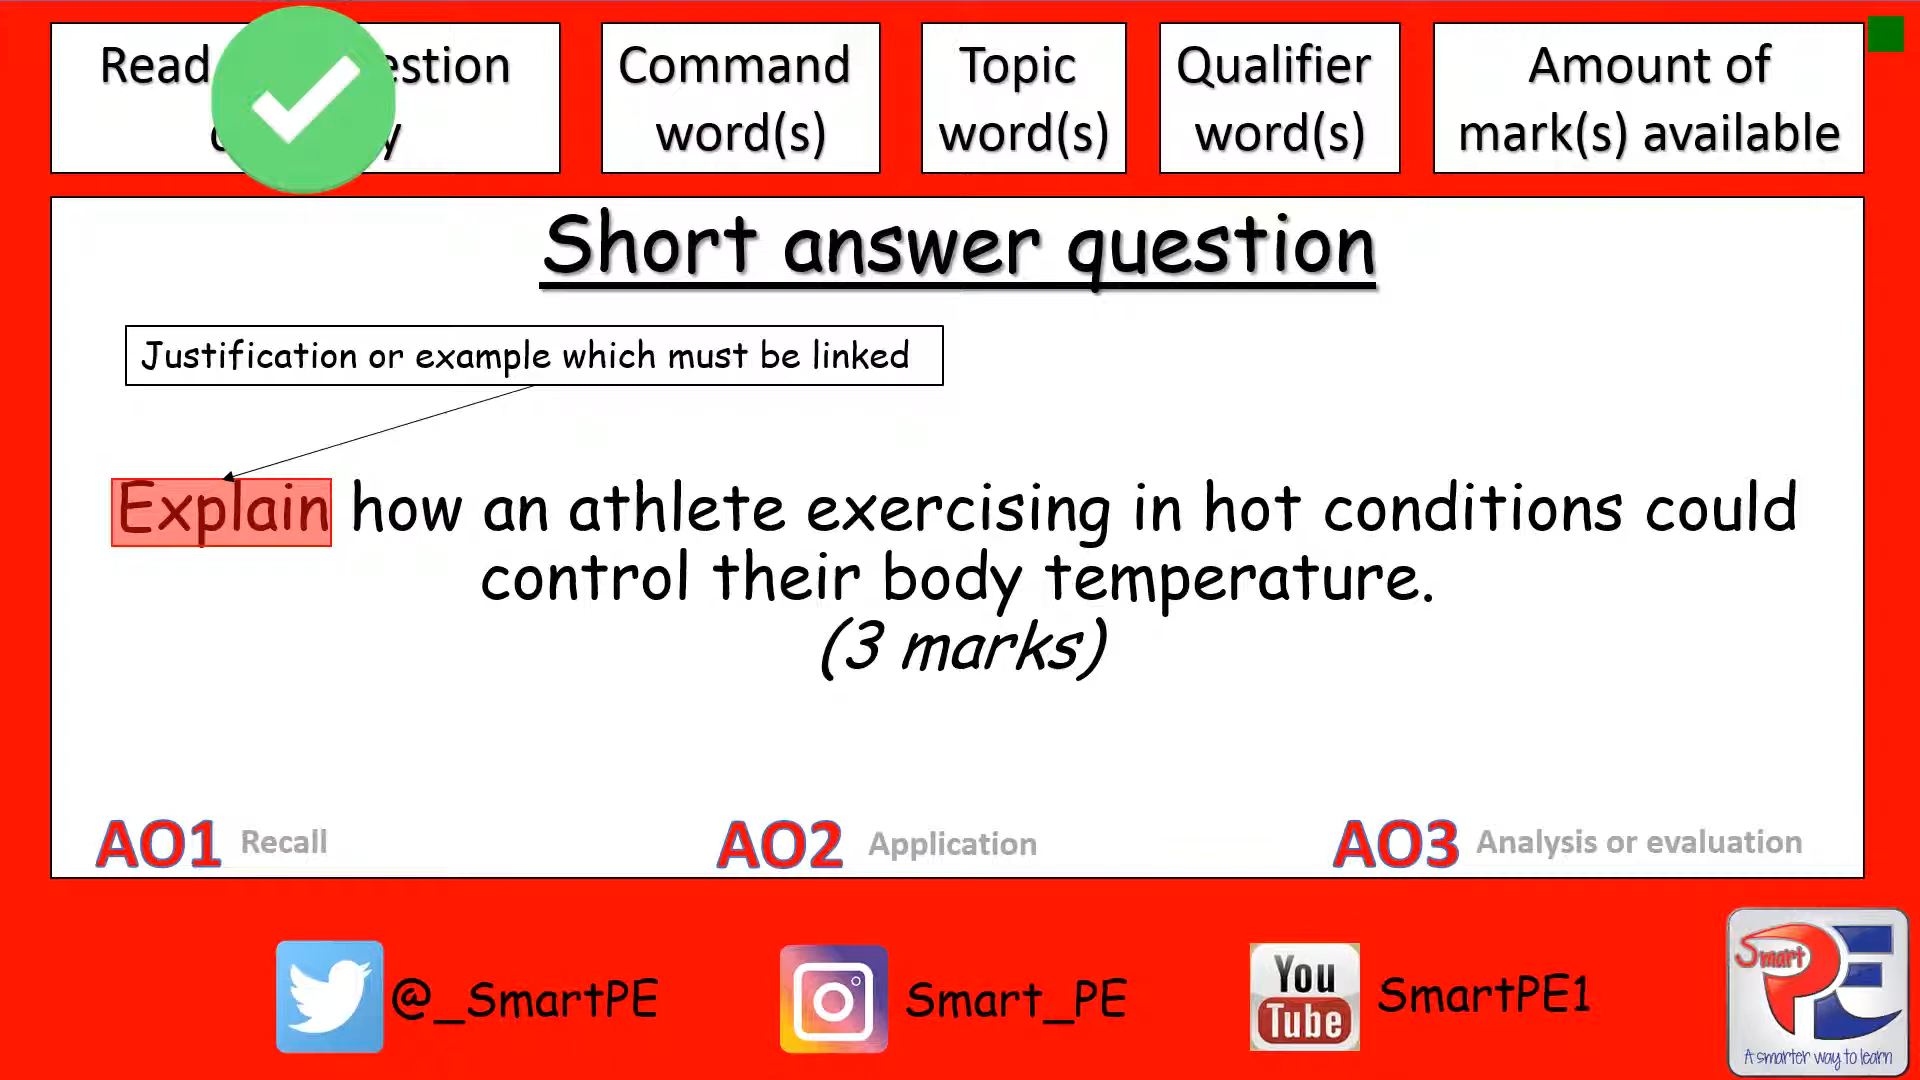 Read estion
y
Command
word(s)
Topic
word(s)
Qualifier
word(s)
Amount of
mark(s) available
Short answer question
Justification or example which must be linked
Explain how an athlete exercising in hot conditions could
control their body temperature.
(3 marks)
AO1 Recall
AO2 Application
AO3 Analysis or evaluation
@_SmartPE
Smart_PE
You
Tube
SmartPE1
Smart PE
A smarter way to learn